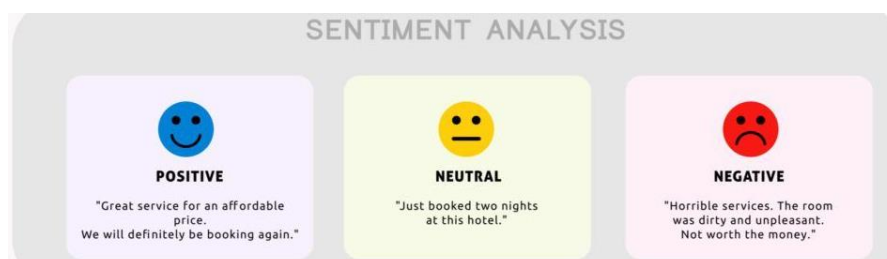 SENTIMENT ANALYSIS
POSITIVE
"Great service for an affordable
price.
We will definitely be booking again."
NEUTRAL
"Just booked two nights
at this hotel."
NEGATIVE
"Horrible services. The room
was dirty and unpleasant.
Not worth the money."